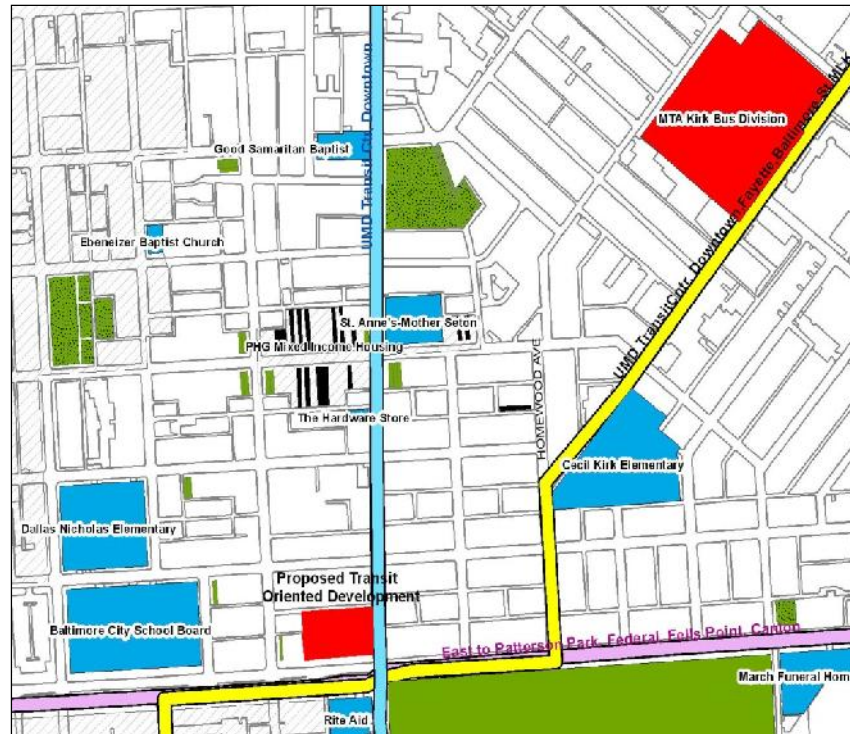 UMD Transit Ctr, Downtown
MTA Kirk Bus Division
UMD TransitCntr, Downtown,Fayette,Baltimore St,MLK
Good Samaritan Baptist
Ebeneizer Baptist Church
St. Anne's-Mother Seton
PHG Mixed Income Housing
HOMEWOOD AVE
The Hardware Store
Cecil Kirk Elementary
Dallas Nicholas Elementary
Proposed Transit
Oriented Development
Baltimore City School Board
East to Patterson Park, Federal, Fells Point, Canton
March Funeral Hom
Rite Aid